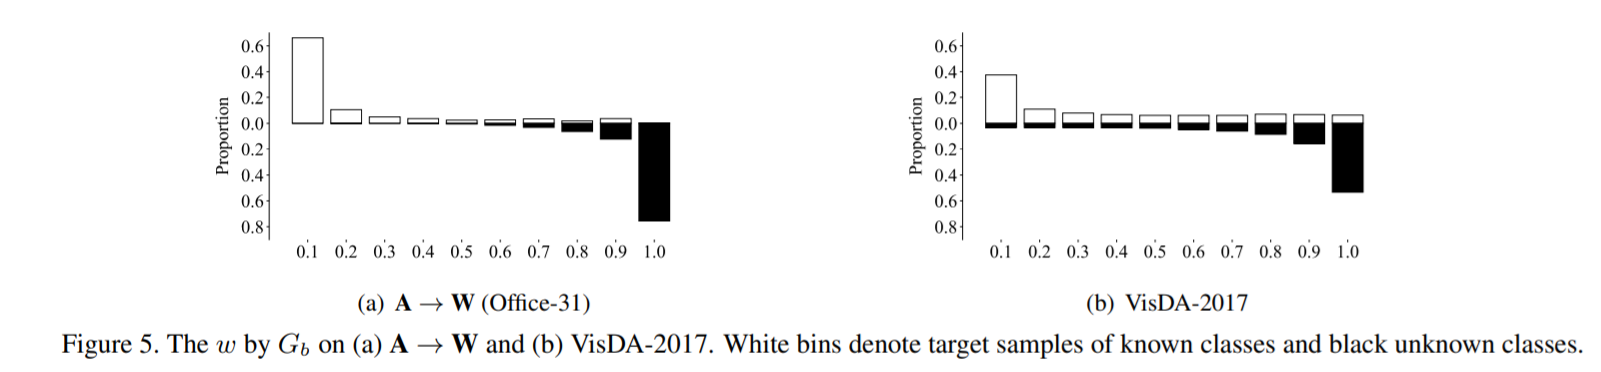 0.6
0.4
0.2
0.0
0.2
0.4
0.6
0.8
Proportion
0.1 0.2 0.3 0.4 0.5 0.6 0.7 0.8 0.9 1.0
(a) A → W (Office-31)
0.6
0.4
0.2
0.0
0.2
0.4
0.6
0.8
Proportion
0.1 0.2 0.3 0.4 0.5 0.6 0.7 0.8 0.9 1.0
(b) VisDA-2017
Figure 5. The w by G_b on (a) A → W and (b) VisDA-2017. White bins denote target samples of known classes and black unknown classes.